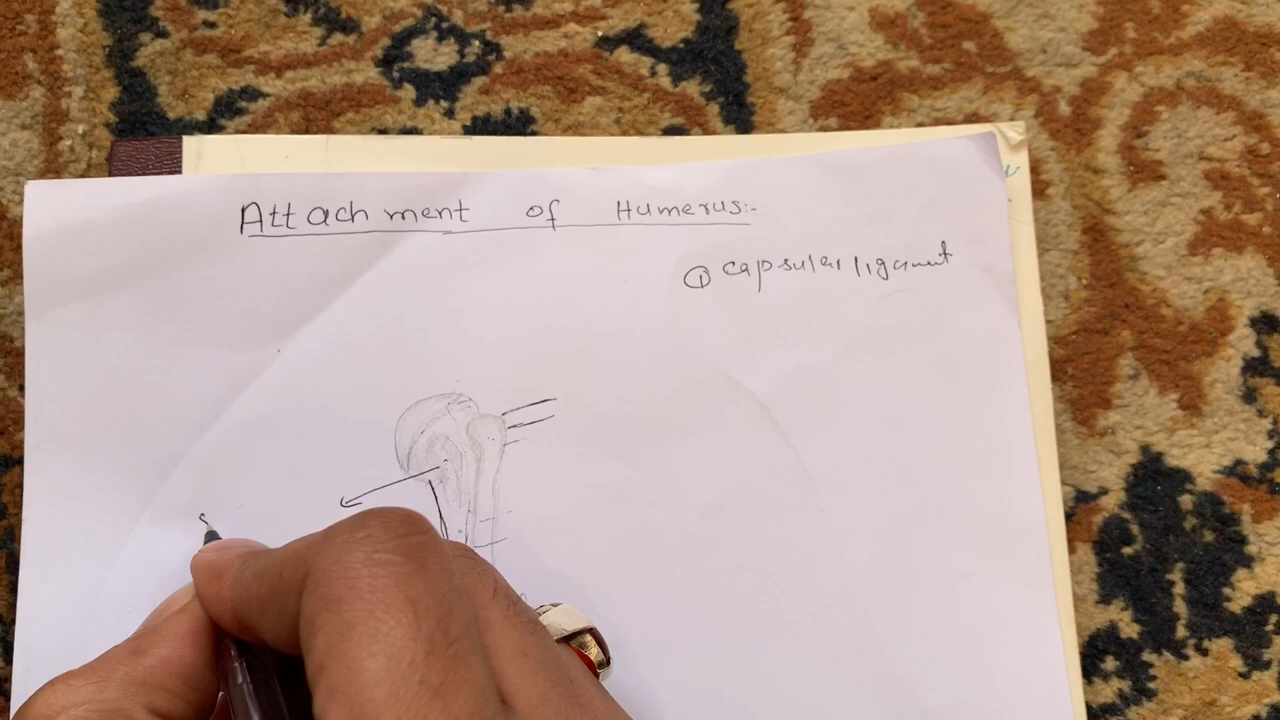 Attachment of Humerus:-
① capsular ligament